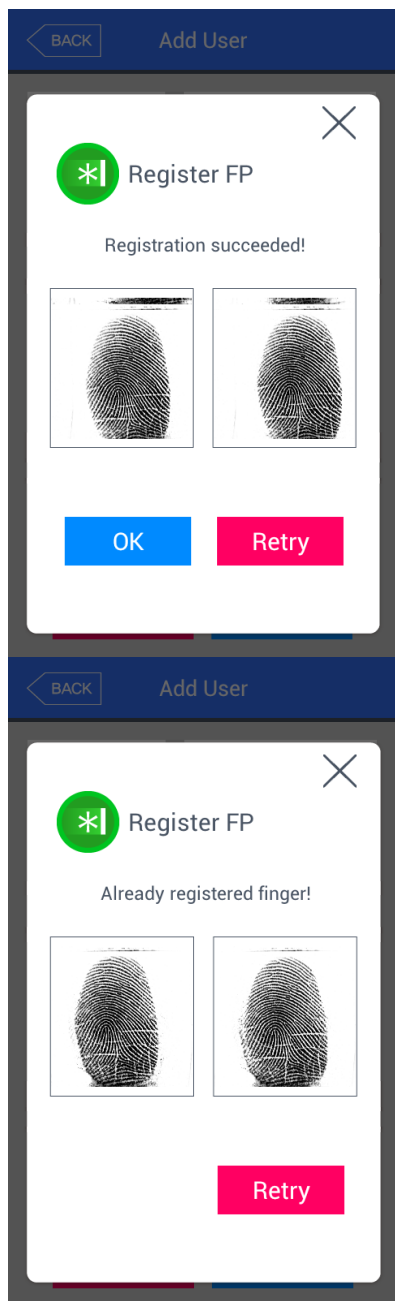 BACK
Add User
Register FP
Registration succeeded!
OK
Retry
BACK
Add User
Register FP
Already registered finger!
Retry